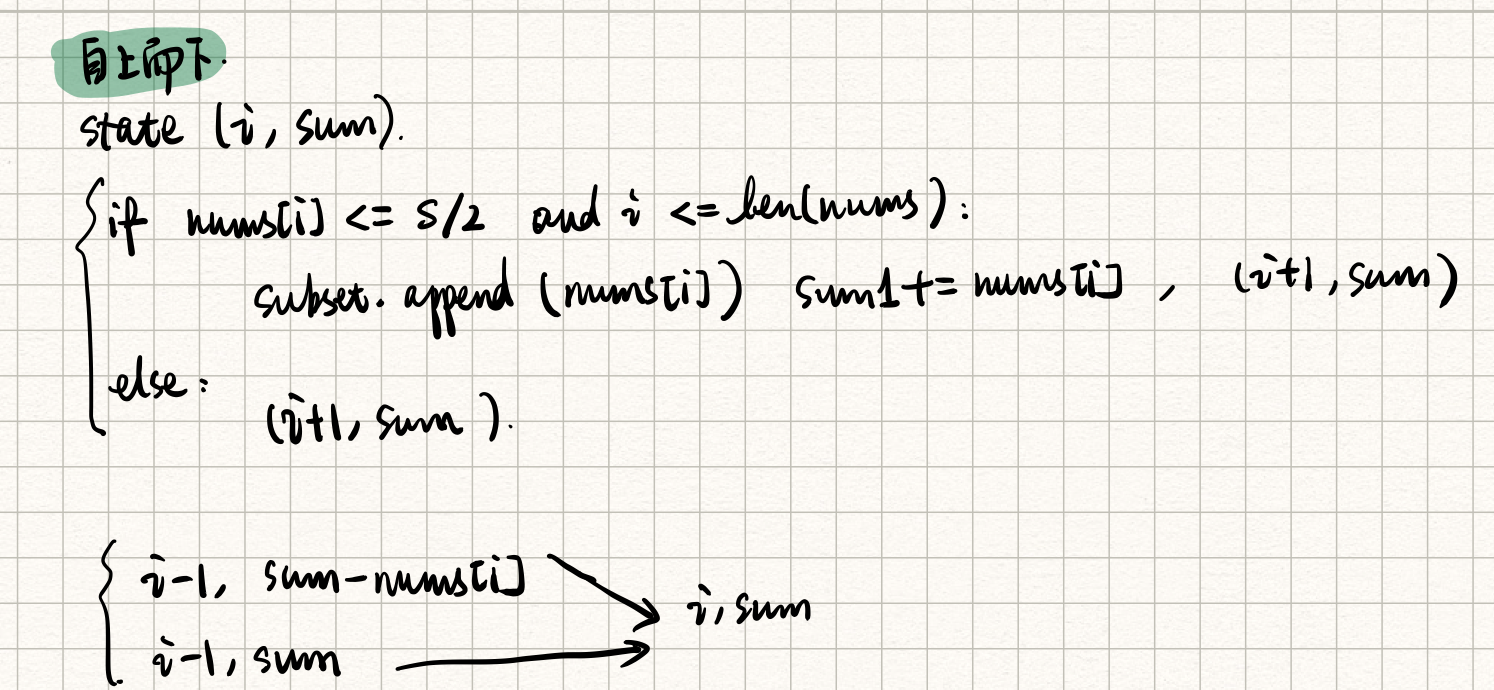 自上而下.
state (i, sum).
if nums[i] <= S/2 and i <= len(nums):
subset.append(nums[i]) sum1+= nums[i], (i+1, sum)
else:
(i+1, sum).
i-1, sum-nums[i]
i, sum
i-1, sum